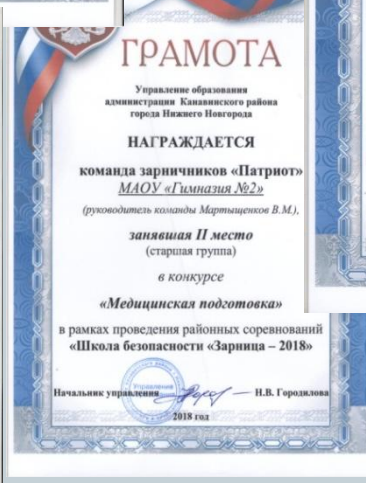 ГРАМОТА
Управление образования
администрации Канавинского района
города Нижнего Новгорода
НАГРАЖДАЕТСЯ
команда зарничников «Патриот»
МАОУ «Гимназия №2»
(руководитель команды Мартыщенков В.М.),
занявшая II место
(старшая группа)
в конкурсе
«Медицинская подготовка»
в рамках проведения районных соревнований
«Школа безопасности «Зарница – 2018»
Управление
Начальник управления Н.В. Городилова
2018 год